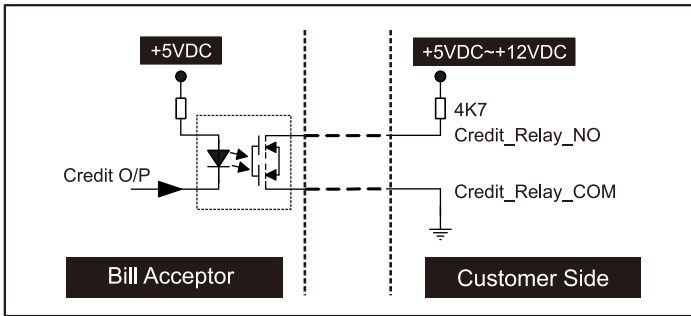 +5VDC
+5VDC~+12VDC
4K7
Credit_Relay_NO
Credit O/P
Credit_Relay_COM
Bill Acceptor
Customer Side